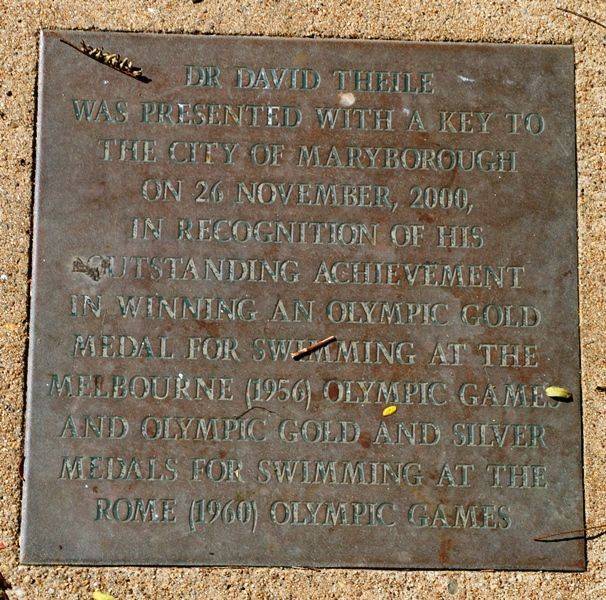 DR DAVID THEILE
WAS PRESENTED WITH A KEY TO
THE CITY OF MARYBOROUGH
ON 26 NOVEMBER, 2000,
IN RECOGNITION OF HIS
OUTSTANDING ACHIEVEMENT
IN WINNING AN OLYMPIC GOLD
MEDAL FOR SWIMMING AT THE
MELBOURNE (1956) OLYMPIC GAMES
AND OLYMPIC GOLD AND SILVER
MEDALS FOR SWIMMING AT THE
ROME (1960) OLYMPIC GAMES